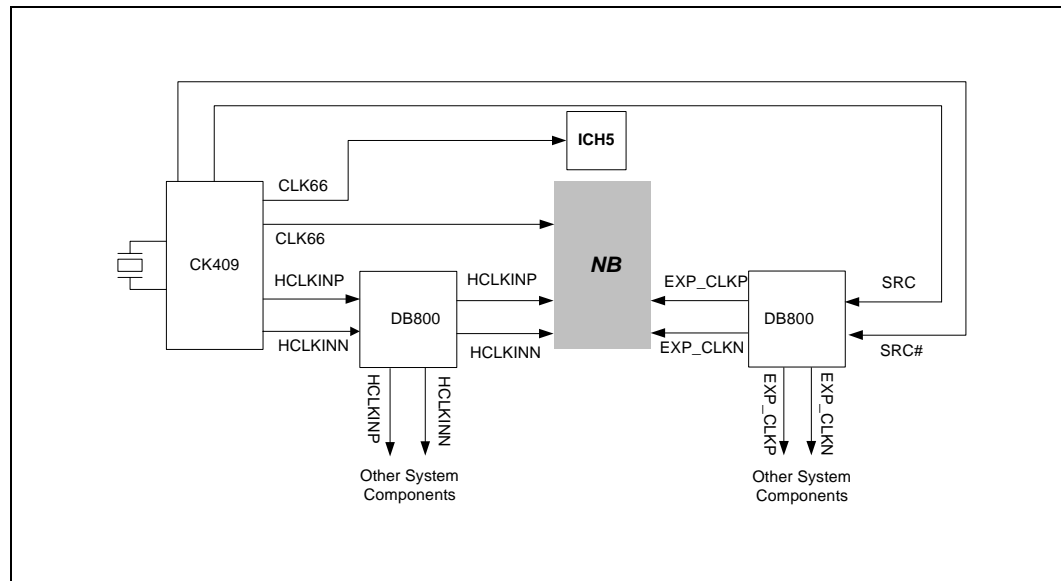 ICH5
CLK66
CLK66
CK409
NB
HCLKINP
HCLKINP
EXP_CLKP
SRC
DB800
DB800
HCLKINN
HCLKINN
EXP_CLKN
SRC#
HCLKINP
HCLKINN
EXP_CLKP
EXP_CLKN
Other System
Components
Other System
Components